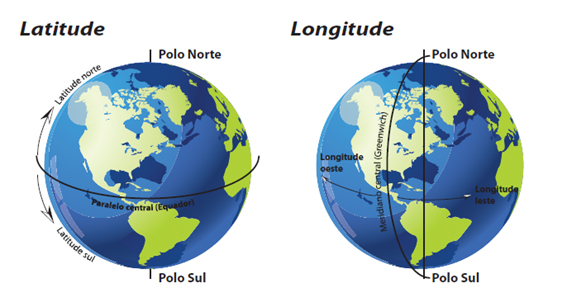 Latitude
Polo Norte
Latitude norte
Paralelo central (Equador)
Latitude sul
Polo Sul
Longitude
Polo Norte
Meridiano central (Greenwich)
Longitude
oeste
Longitude
leste
Polo Sul